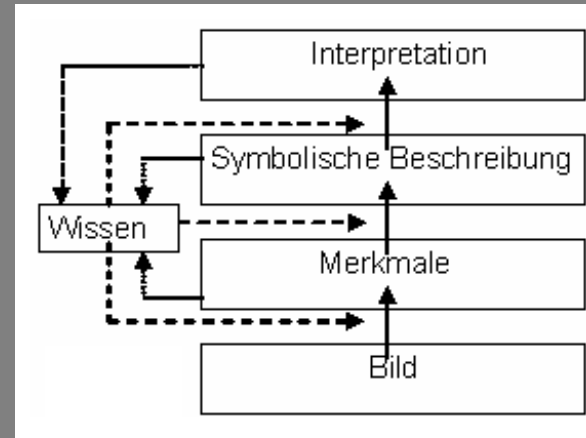 Interpretation
Symbolische Beschreibung
Wissen
Merkmale
Bild